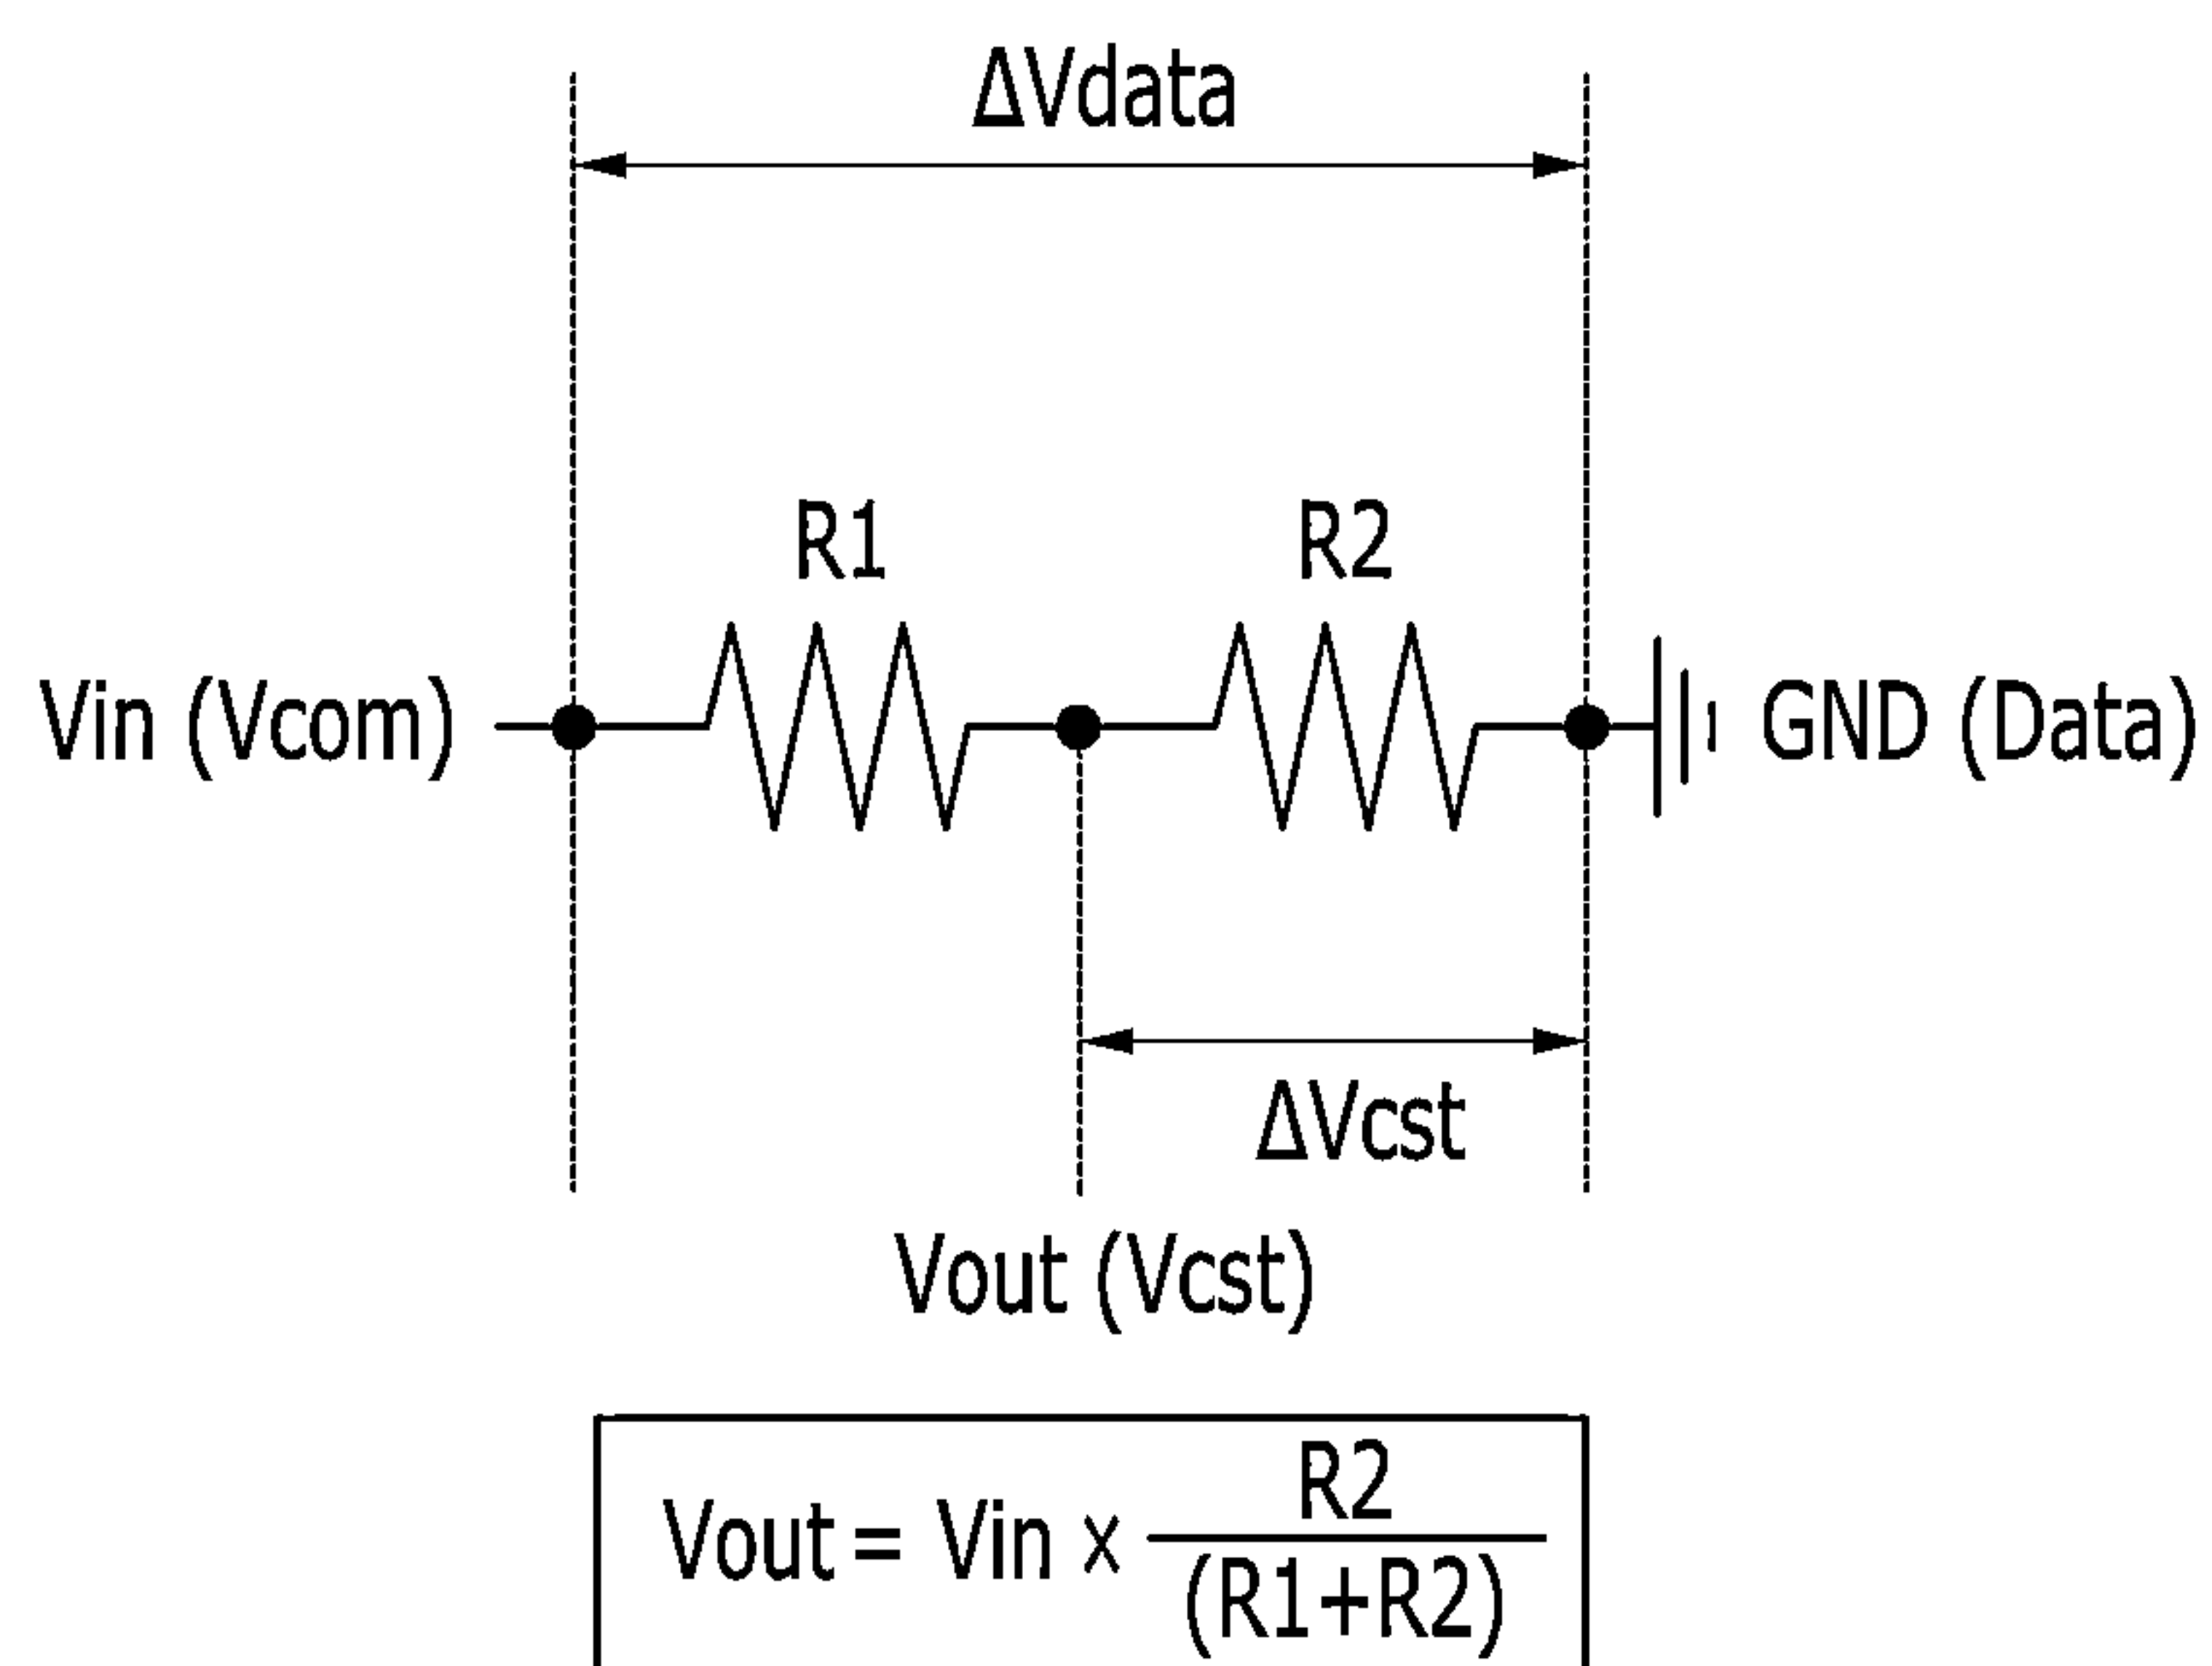 ΔVdata
R1
R2
Vin (Vcom)
GND (Data)
ΔVcst
Vout (Vcst)
Vout = Vin × R2
(R1+R2)